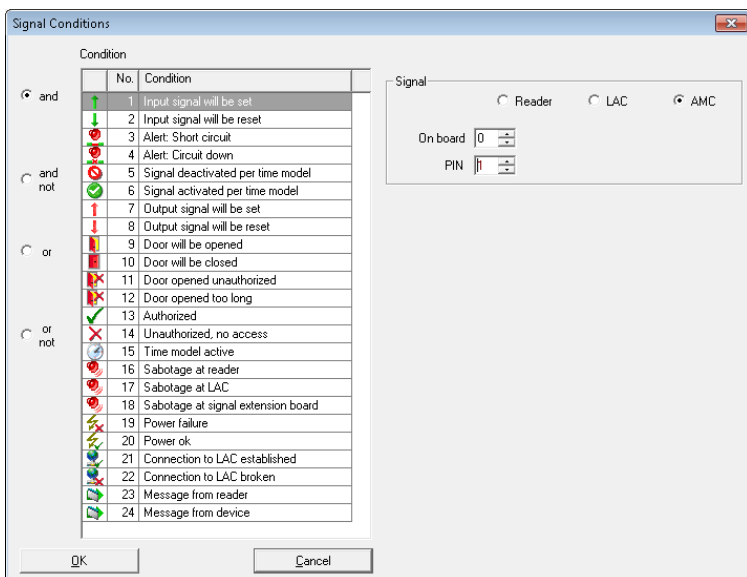 Signal Conditions
Condition
and
and not
or
or not
No. Condition
1 Input signal will be set
2 Input signal will be reset
3 Alert: Short circuit
4 Alert: Circuit down
5 Signal deactivated per time model
6 Signal activated per time model
7 Output signal will be set
8 Output signal will be reset
9 Door will be opened
10 Door will be closed
11 Door opened unauthorized
12 Door opened too long
13 Authorized
14 Unauthorized, no access
15 Time model active
16 Sabotage at reader
17 Sabotage at LAC
18 Sabotage at signal extension board
19 Power failure
20 Power ok
21 Connection to LAC established
22 Connection to LAC broken
23 Message from reader
24 Message from device
Signal
Reader LAC AMC
On board 0
PIN 1
OK Cancel